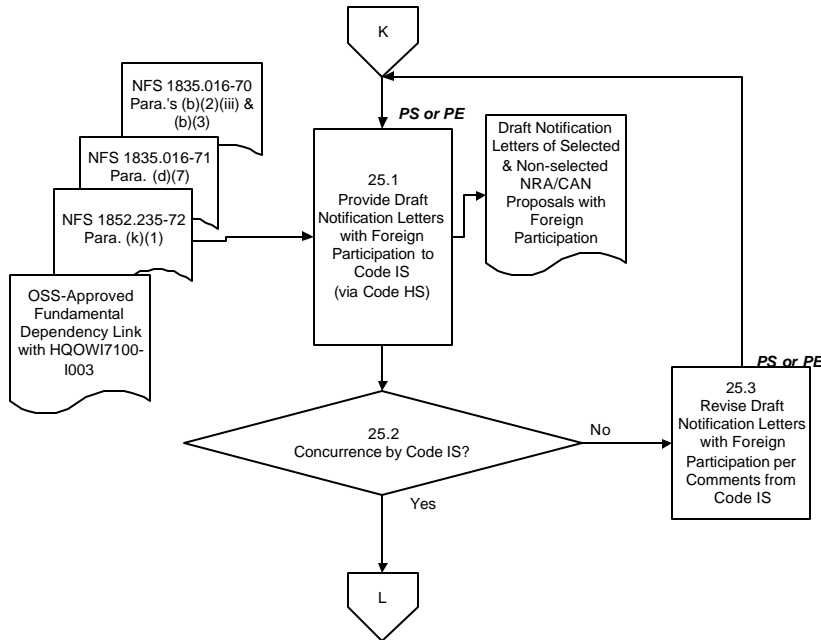 K
PS or PE
NFS 1835.016-70
Para.'s (b)(2)(iii) &
(b)(3)
NFS 1835.016-71
Para. (d)(7)
NFS 1852.235-72
Para. (k)(1)
OSS-Approved
Fundamental
Dependency Link
with HQOWI7100-
I003
25.1
Provide Draft
Notification Letters
with Foreign
Participation to
Code IS
(via Code HS)
Draft Notification
Letters of Selected
& Non-selected
NRA/CAN
Proposals with
Foreign
Participation
25.2
Concurrence by Code IS?
No
Yes
PS or PE
25.3
Revise Draft
Notification Letters
with Foreign
Participation per
Comments from
Code IS
L